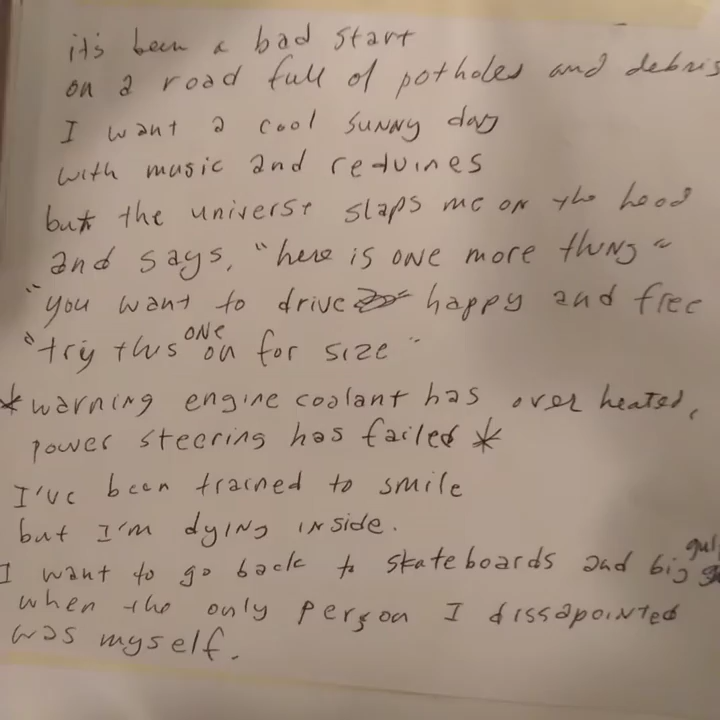 it's been a bad start
on a road full of potholes and debris
I want a cool sunny day
with music and redvines
but the universe slaps me on the hood
and says, "here is one more thing"
"you want to drive happy and free
"try this one on for size"
*warning engine coolant has over heated,
power steering has failed*
I've been trained to smile
but I'm dying inside.
I want to go back to skateboards and big
when the only person I dissapointed
was myself.